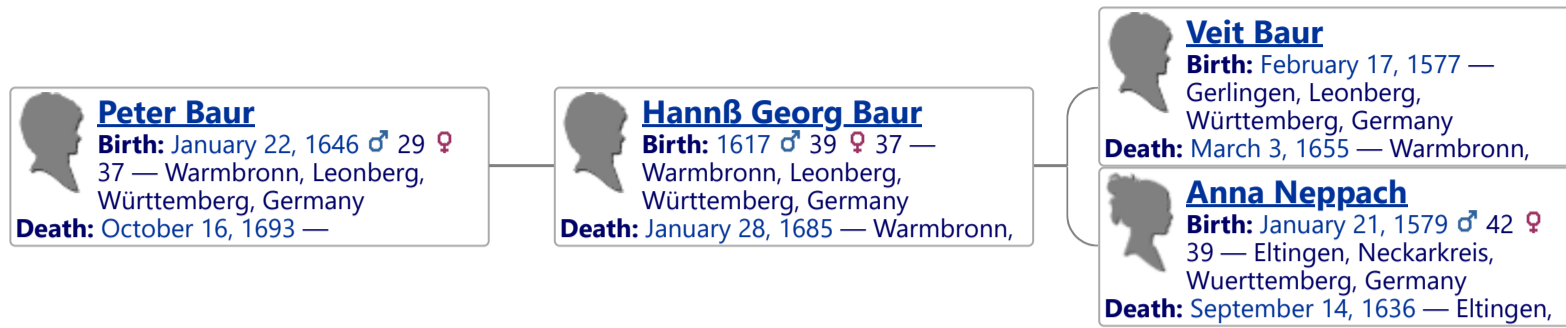 Peter Baur
Birth: January 22, 1646 ♂ 29 ♀
37 — Warmbronn, Leonberg,
Württemberg, Germany
Death: October 16, 1693 —
Hannß Georg Baur
Birth: 1617 ♂ 39 ♀ 37 —
Warmbronn, Leonberg,
Württemberg, Germany
Death: January 28, 1685 — Warmbronn,
Veit Baur
Birth: February 17, 1577 —
Gerlingen, Leonberg,
Württemberg, Germany
Death: March 3, 1655 — Warmbronn,
Anna Neppach
Birth: January 21, 1579 ♂ 42 ♀
39 — Eltingen, Neckarkreis,
Wuerttemberg, Germany
Death: September 14, 1636 — Eltingen,